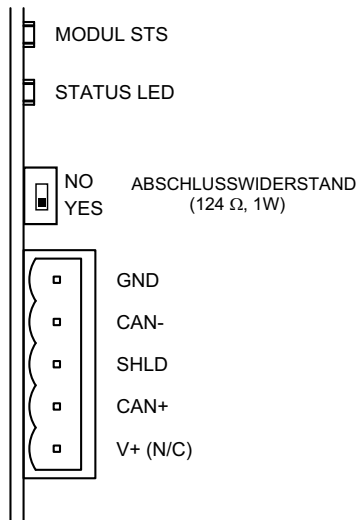 MODUL STS
STATUS LED
NO
YES
ABSCHLUSSWIDERSTAND
(124 Ω, 1W)
GND
CAN-
SHLD
CAN+
V+ (N/C)